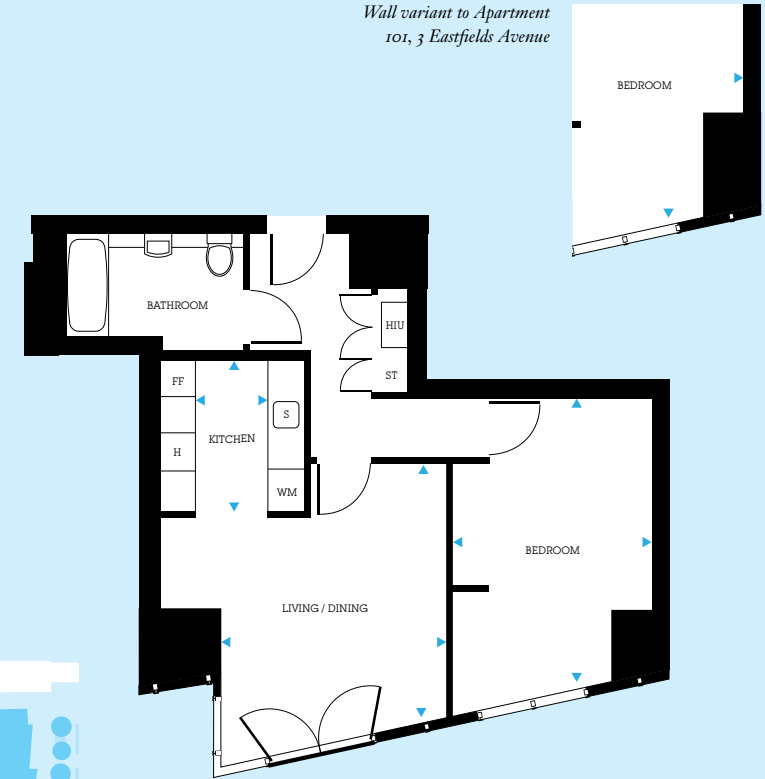 Wall variant to Apartment
101, 3 Eastfields Avenue
BEDROOM
BATHROOM
HIU
ST
FF
S
KITCHEN
H
WM
BEDROOM
LIVING / DINING